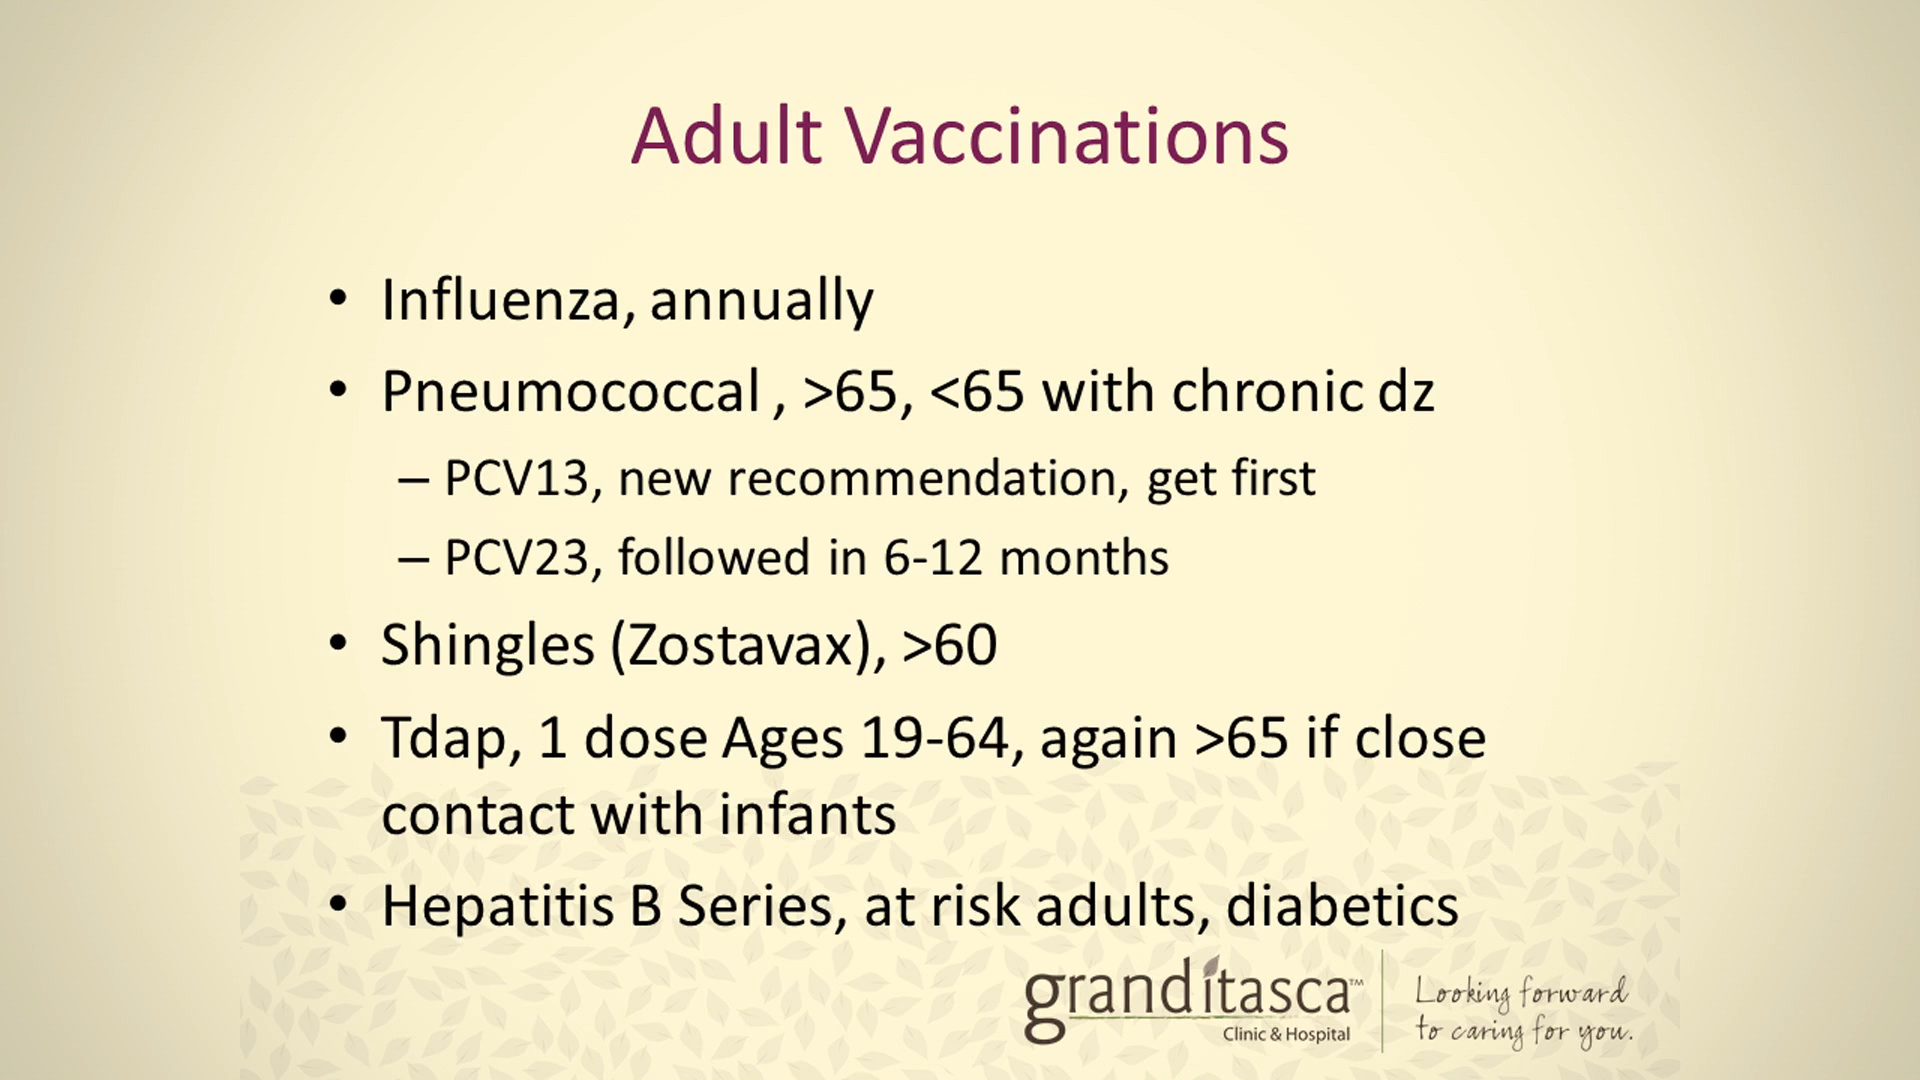 Adult Vaccinations
• Influenza, annually
• Pneumococcal , >65, <65 with chronic dz
– PCV13, new recommendation, get first
– PCV23, followed in 6-12 months
• Shingles (Zostavax), >60
• Tdap, 1 dose Ages 19-64, again >65 if close
contact with infants
• Hepatitis B Series, at risk adults, diabetics
grand itasca™
Clinic & Hospital
Looking forward
to caring for you.